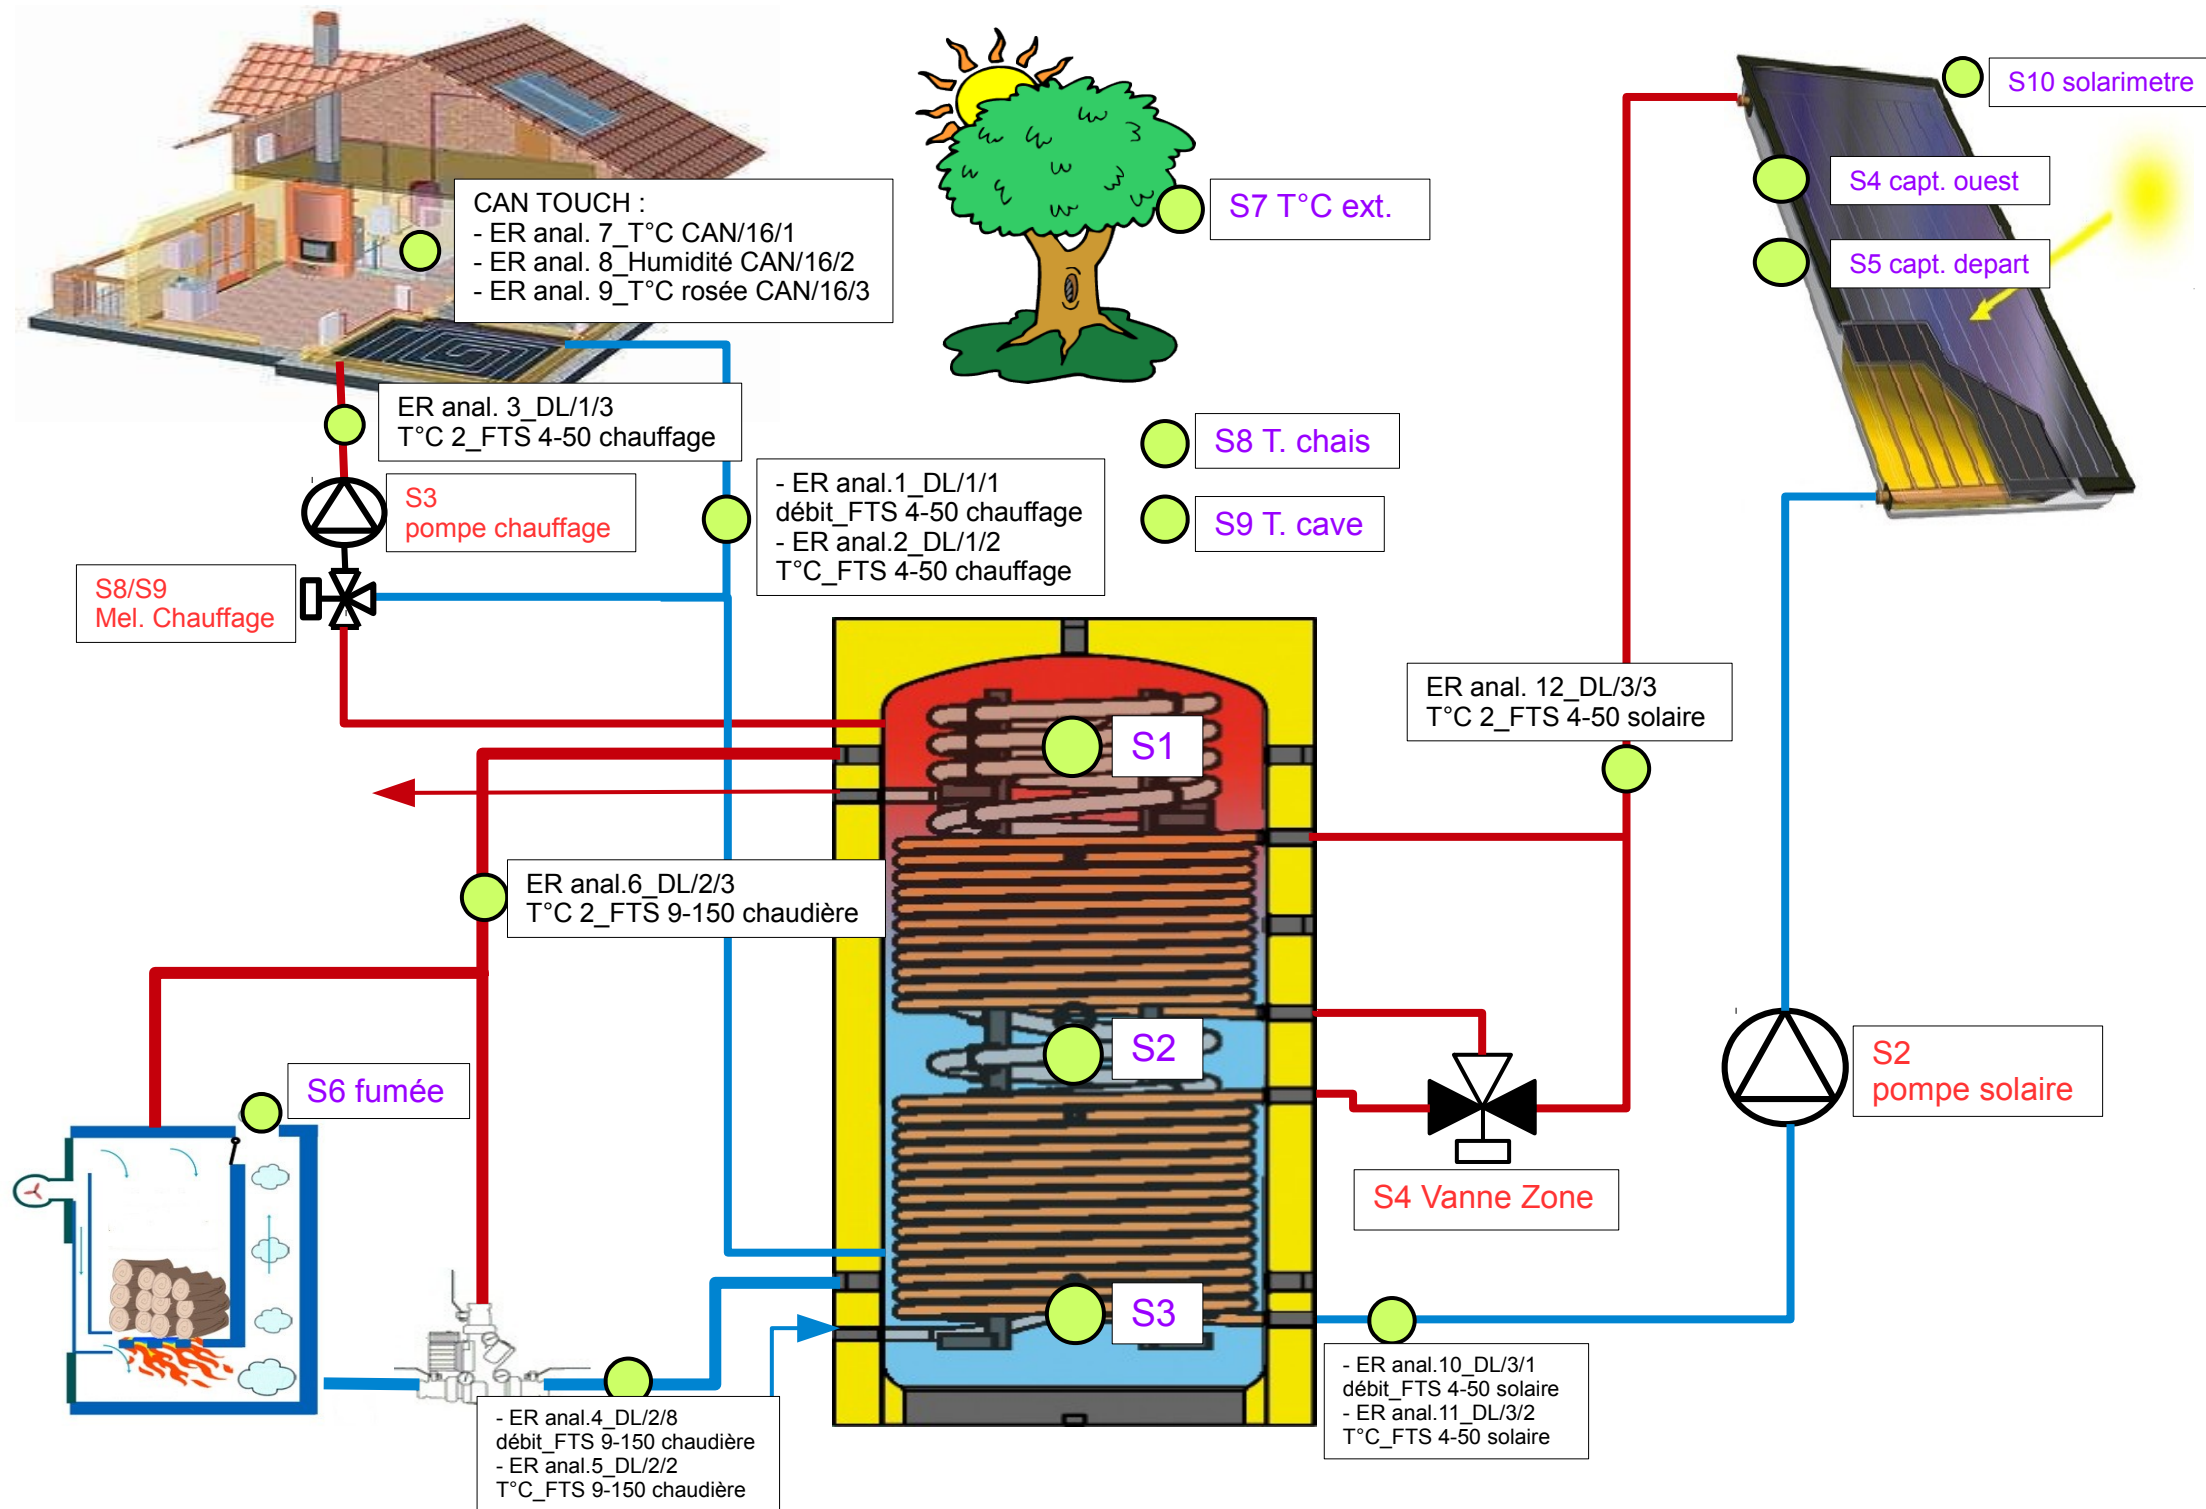 S10 solarimetre
S4 capt. ouest
S5 capt. depart
CAN TOUCH :
- ER anal. 7_T°C CAN/16/1
- ER anal. 8_Humidité CAN/16/2
- ER anal. 9_T°C rosée CAN/16/3
S7 T°C ext.
ER anal. 3_DL/1/3
T°C 2_FTS 4-50 chauffage
S8 T. chais
S9 T. cave
S3
pompe chauffage
- ER anal.1_DL/1/1
débit_FTS 4-50 chauffage
- ER anal.2_DL/1/2
T°C_FTS 4-50 chauffage
S8/S9
Mel. Chauffage
ER anal. 12_DL/3/3
T°C 2_FTS 4-50 solaire
S1
ER anal.6_DL/2/3
T°C 2_FTS 9-150 chaudière
S2
S2
pompe solaire
S6 fumée
S4 Vanne Zone
S3
- ER anal.10_DL/3/1
débit_FTS 4-50 solaire
- ER anal.11_DL/3/2
T°C_FTS 4-50 solaire
- ER anal.4_DL/2/8
débit_FTS 9-150 chaudière
- ER anal.5_DL/2/2
T°C_FTS 9-150 chaudière